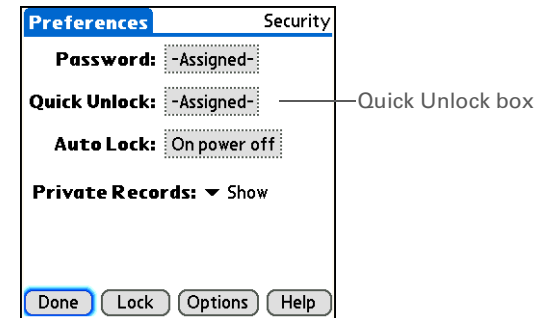 Preferences Security
Password: -Assigned-
Quick Unlock: -Assigned- Quick Unlock box
Auto Lock: On power off
Private Records: Show
Done Lock Options Help